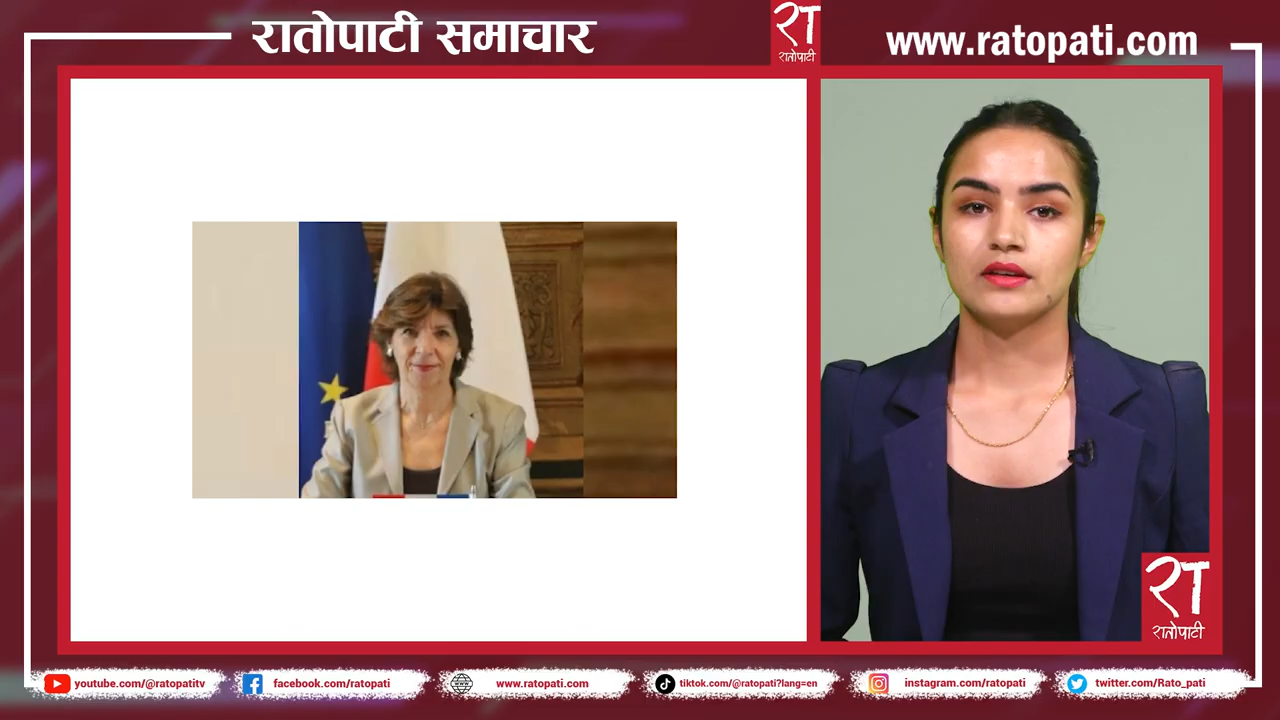 रातोपाटी समाचार
रा
रातोपाटी
www.ratopati.com
रा
रातोपाटी
youtube.com/@ratopatitv
facebook.com/ratopati
www.ratopati.com
tiktok.com/@ratopati?lang=en
instagram.com/ratopati
twitter.com/Rato_pati